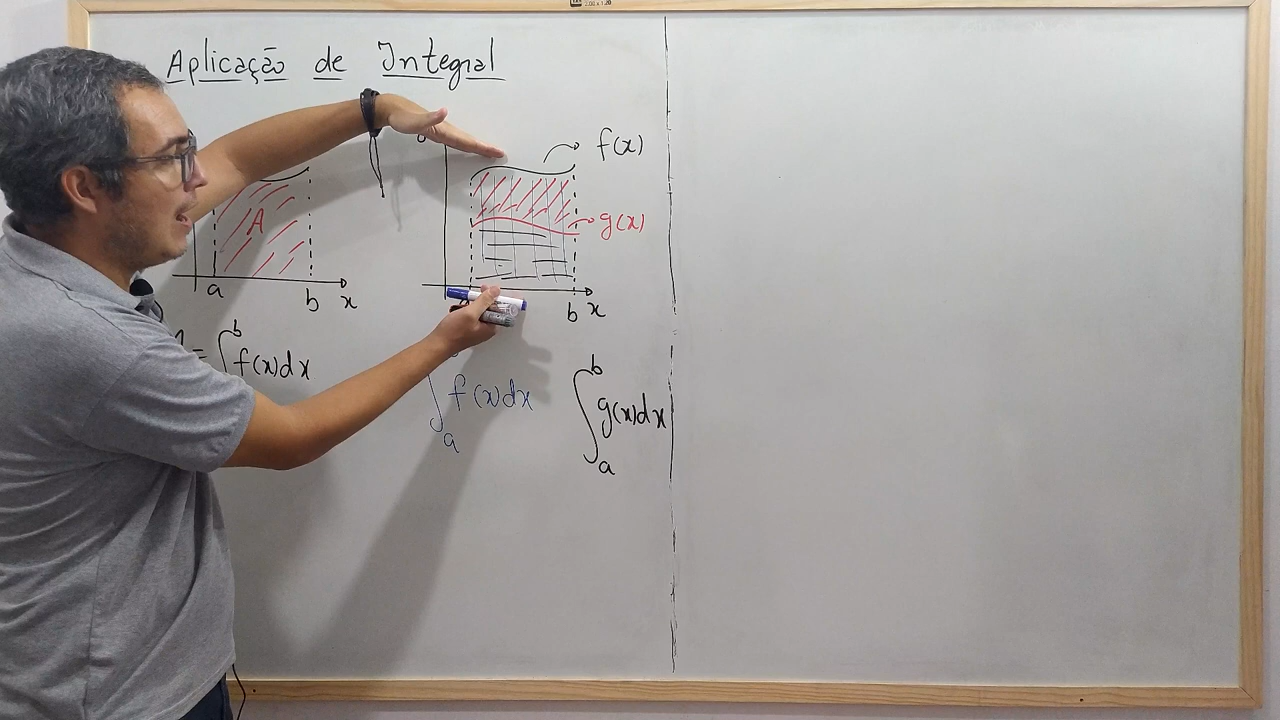 Aplicação de Integral
f(x)
g(x)
A
a b x
b x
= ∫ b f(x)dx
∫ a f(x)dx
∫ b a g(x)dx